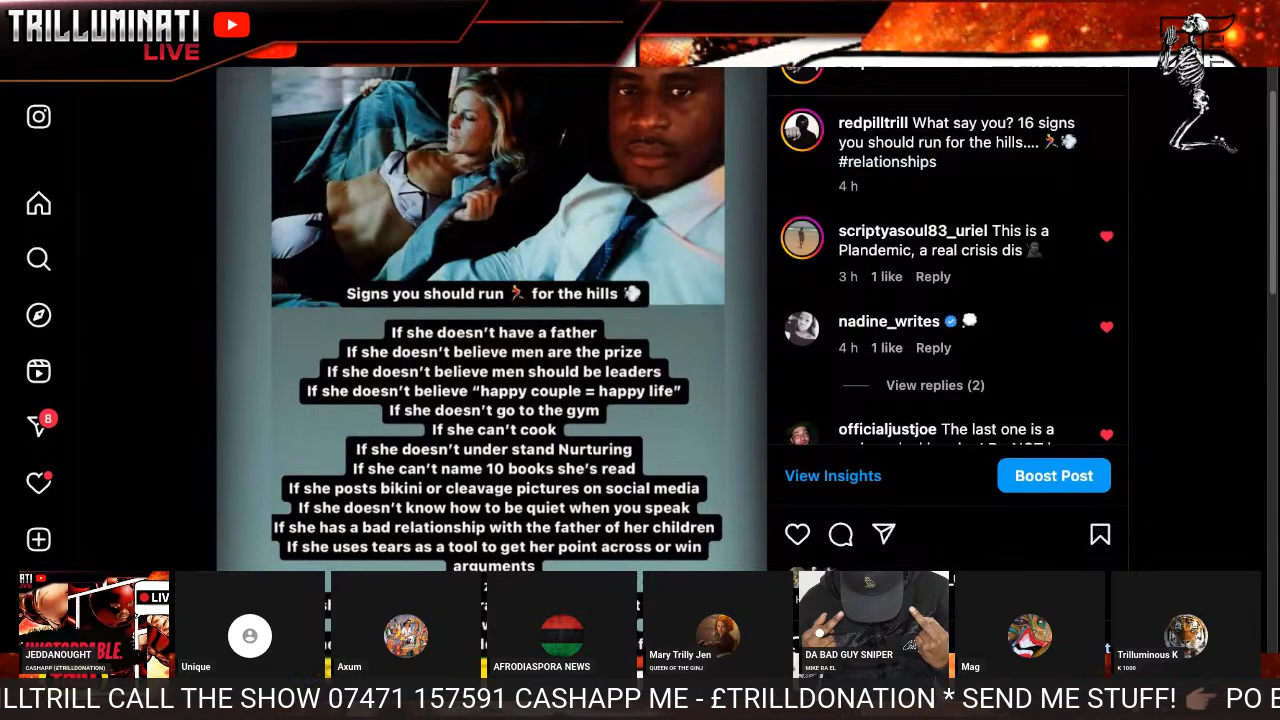 TRILLUMINATI
LIVE
redpilltrill What say you? 16 signs
you should run for the hills.... 🏃💨
#relationships
4 h
scriptyasoul83_uriel This is a
Plandemic, a real crisis dis
3 h 1 like Reply
nadine_writes
4 h 1 like Reply
View replies (2)
officialjustjoe The last one is a
View Insights
Boost Post
8
Signs you should run 🏃 for the hills 💨
If she doesn’t have a father
If she doesn’t believe men are the prize
If she doesn’t believe men should be leaders
If she doesn’t believe “happy couple = happy life”
If she doesn’t go to the gym
If she can’t cook
If she doesn’t under stand Nurturing
If she can’t name 10 books she’s read
If she posts bikini or cleavage pictures on social media
If she doesn’t know how to be quiet when you speak
If she has a bad relationship with the father of her children
If she uses tears as a tool to get her point across or win
arguments
JEDDANOUGHT
CASHAPP (£TRILLDONATION)
Unique
Axum
AFRODIASPORA NEWS
Mary Trilly Jen
QUEEN OF THE GINJ
DA BAD GUY SNIPER
MIKE RA EL
Mag
Trilluminous K
K 1000
ILLTRILL CALL THE SHOW 07471 157591 CASHAPP ME - £TRILLDONATION * SEND ME STUFF! 👉🏾 PO